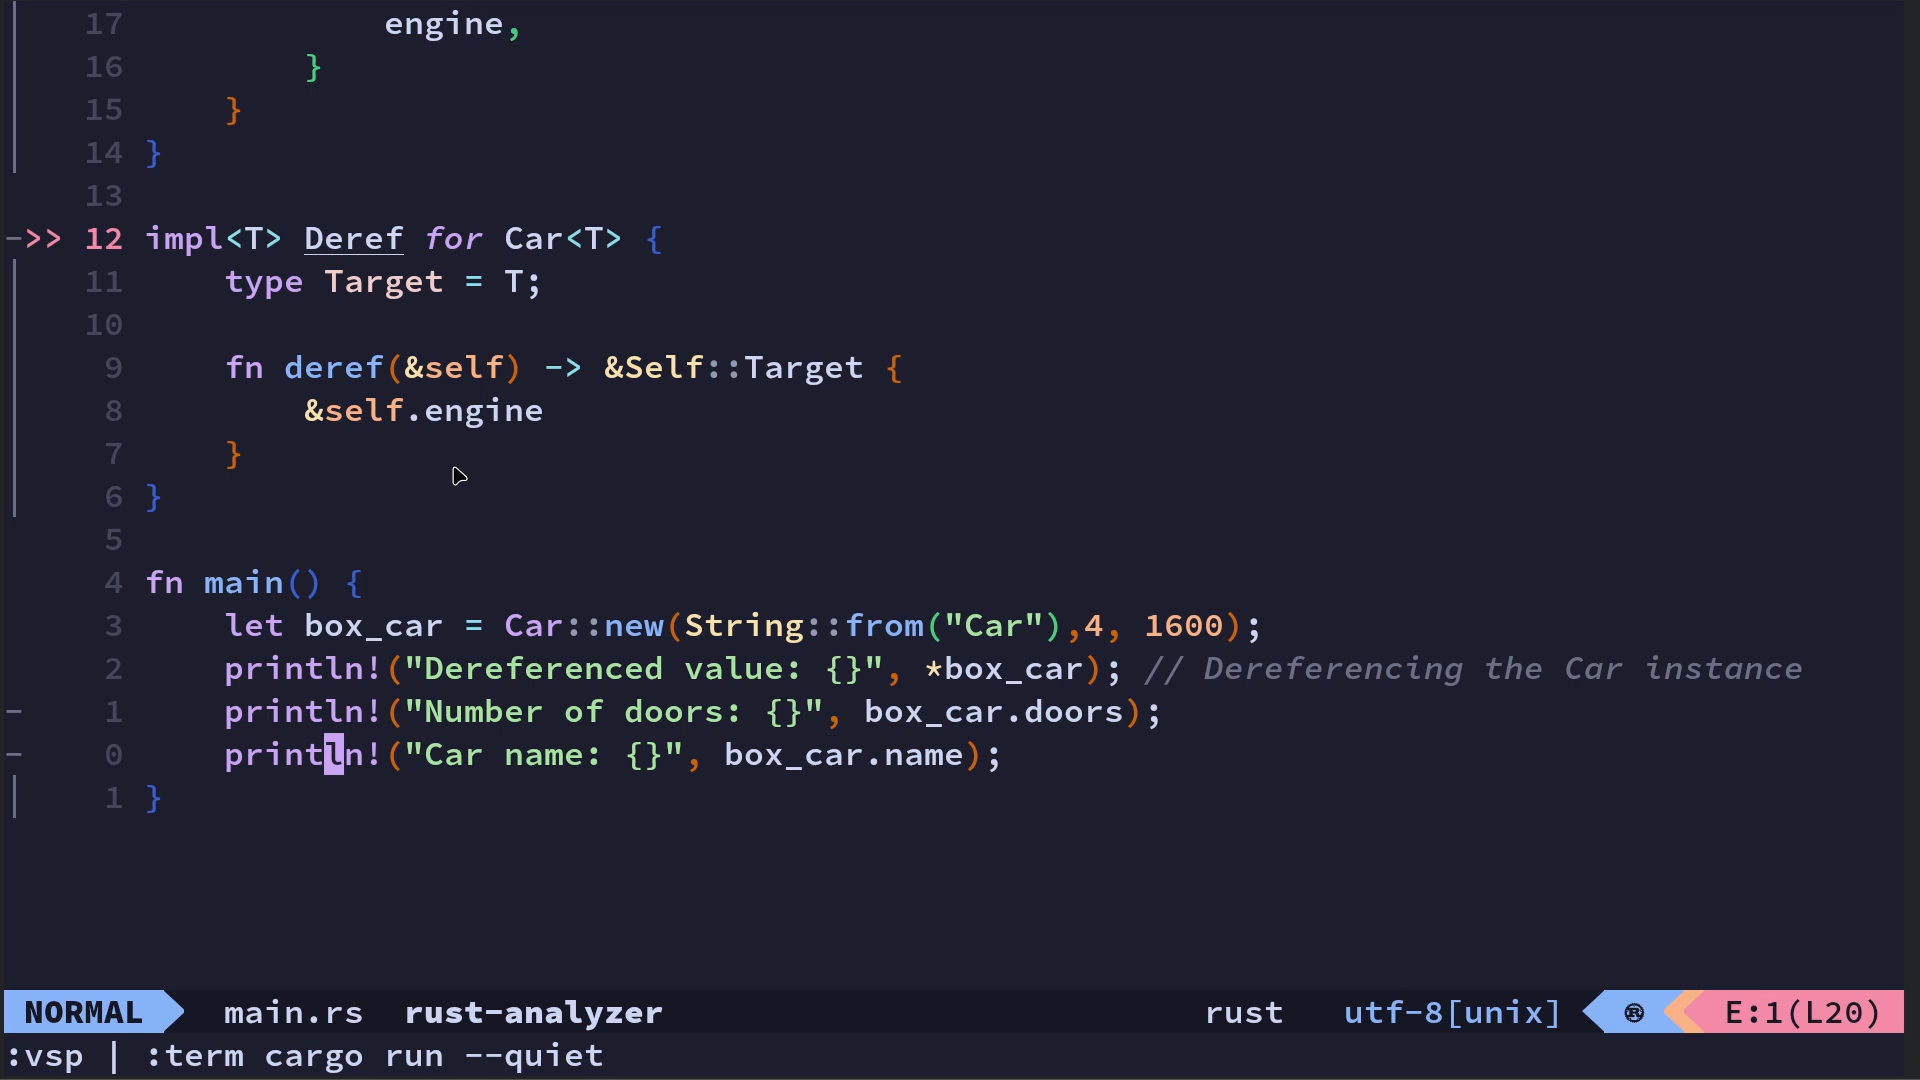 17 engine,
16 }
15 }
14 }
13
>> 12 impl<T> Deref for Car<T> {
11 type Target = T;
10
9 fn deref(&self) -> &Self::Target {
8 &self.engine
7 }
6 }
5
4 fn main() {
3 let box_car = Car::new(String::from("Car"),4, 1600);
2 println!("Dereferenced value: {}", *box_car); // Dereferencing the Car instance
1 println!("Number of doors: {}", box_car.doors);
0 println!("Car name: {}", box_car.name);
1 }
NORMAL main.rs rust-analyzer rust utf-8[unix] ® E:1(L20)
:vsp | :term cargo run --quiet